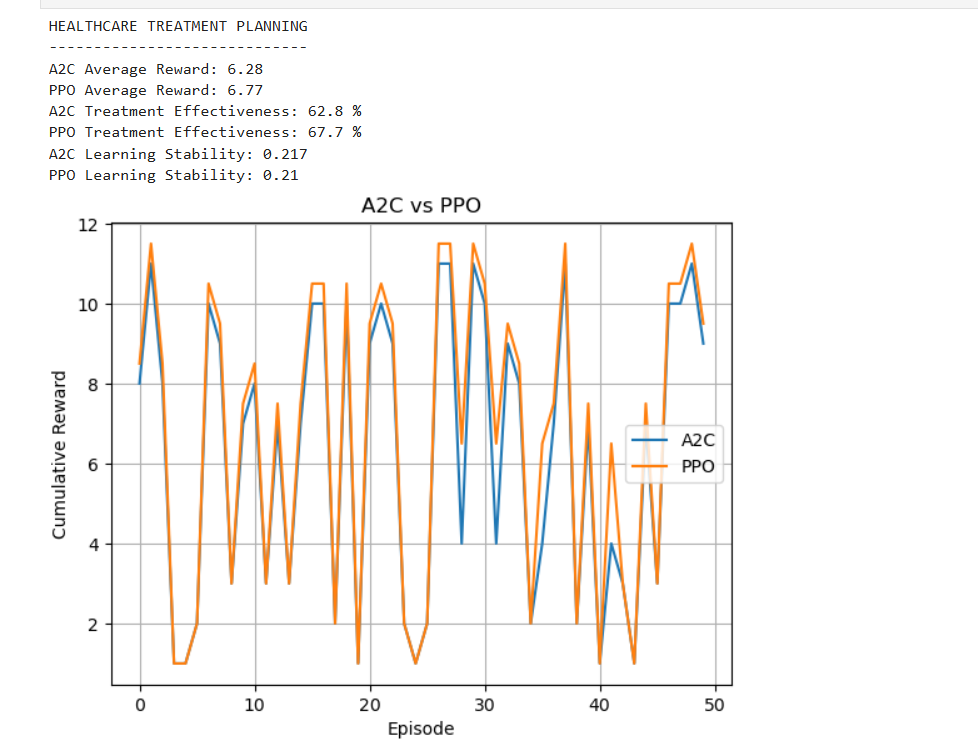 HEALTHCARE TREATMENT PLANNING
-----------------------------
A2C Average Reward: 6.28
PPO Average Reward: 6.77
A2C Treatment Effectiveness: 62.8 %
PPO Treatment Effectiveness: 67.7 %
A2C Learning Stability: 0.217
PPO Learning Stability: 0.21
A2C vs PPO
12
10
8
6
4
2
Cumulative Reward
A2C
PPO
0 10 20 30 40 50
Episode